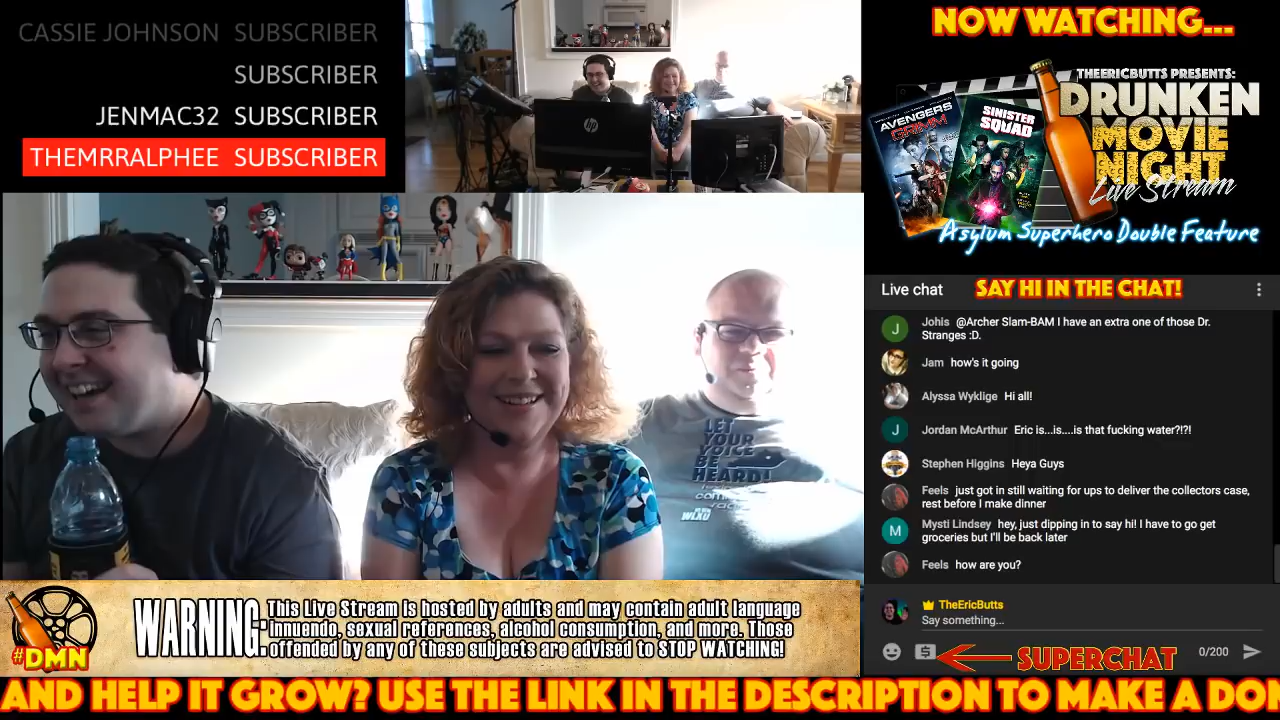 CASSIE JOHNSON SUBSCRIBER
SUBSCRIBER
JENMAC32 SUBSCRIBER
THEMRRALPHEE SUBSCRIBER
hp
NOW WATCHING...
THEERICBUTTS PRESENTS:
DRUNKEN
MOVIE
NIGHT
Live Stream
AVENGERS
GRIMM
SINISTER
SQUAD
Asylum Superhero Double Feature
Live chat
SAY HI IN THE CHAT!
Johis @Archer Slam-BAM I have an extra one of those Dr.
Stranges :D.
Jam how's it going
Alyssa Wyklige Hi all!
J
Jordan McArthur Eric is...is....is that fucking water?!?!
Stephen Higgins Heya Guys
Feels just got in still waiting for ups to deliver the collectors case,
rest before I make dinner
M
Mysti Lindsey hey, just dipping in to say hi! I have to go get
groceries but I'll be back later
Feels how are you?
TheEricButts
Say something...
SUPERCHAT
0/200
LET
YOUR
VOICE
BE
HEARD!
WLXU
#DMN
WARNING:
This Live Stream is hosted by adults and may contain adult language
innuendo, sexual references, alcohol consumption, and more. Those
offended by any of these subjects are advised to STOP WATCHING!
AND HELP IT GROW? USE THE LINK IN THE DESCRIPTION TO MAKE A DON